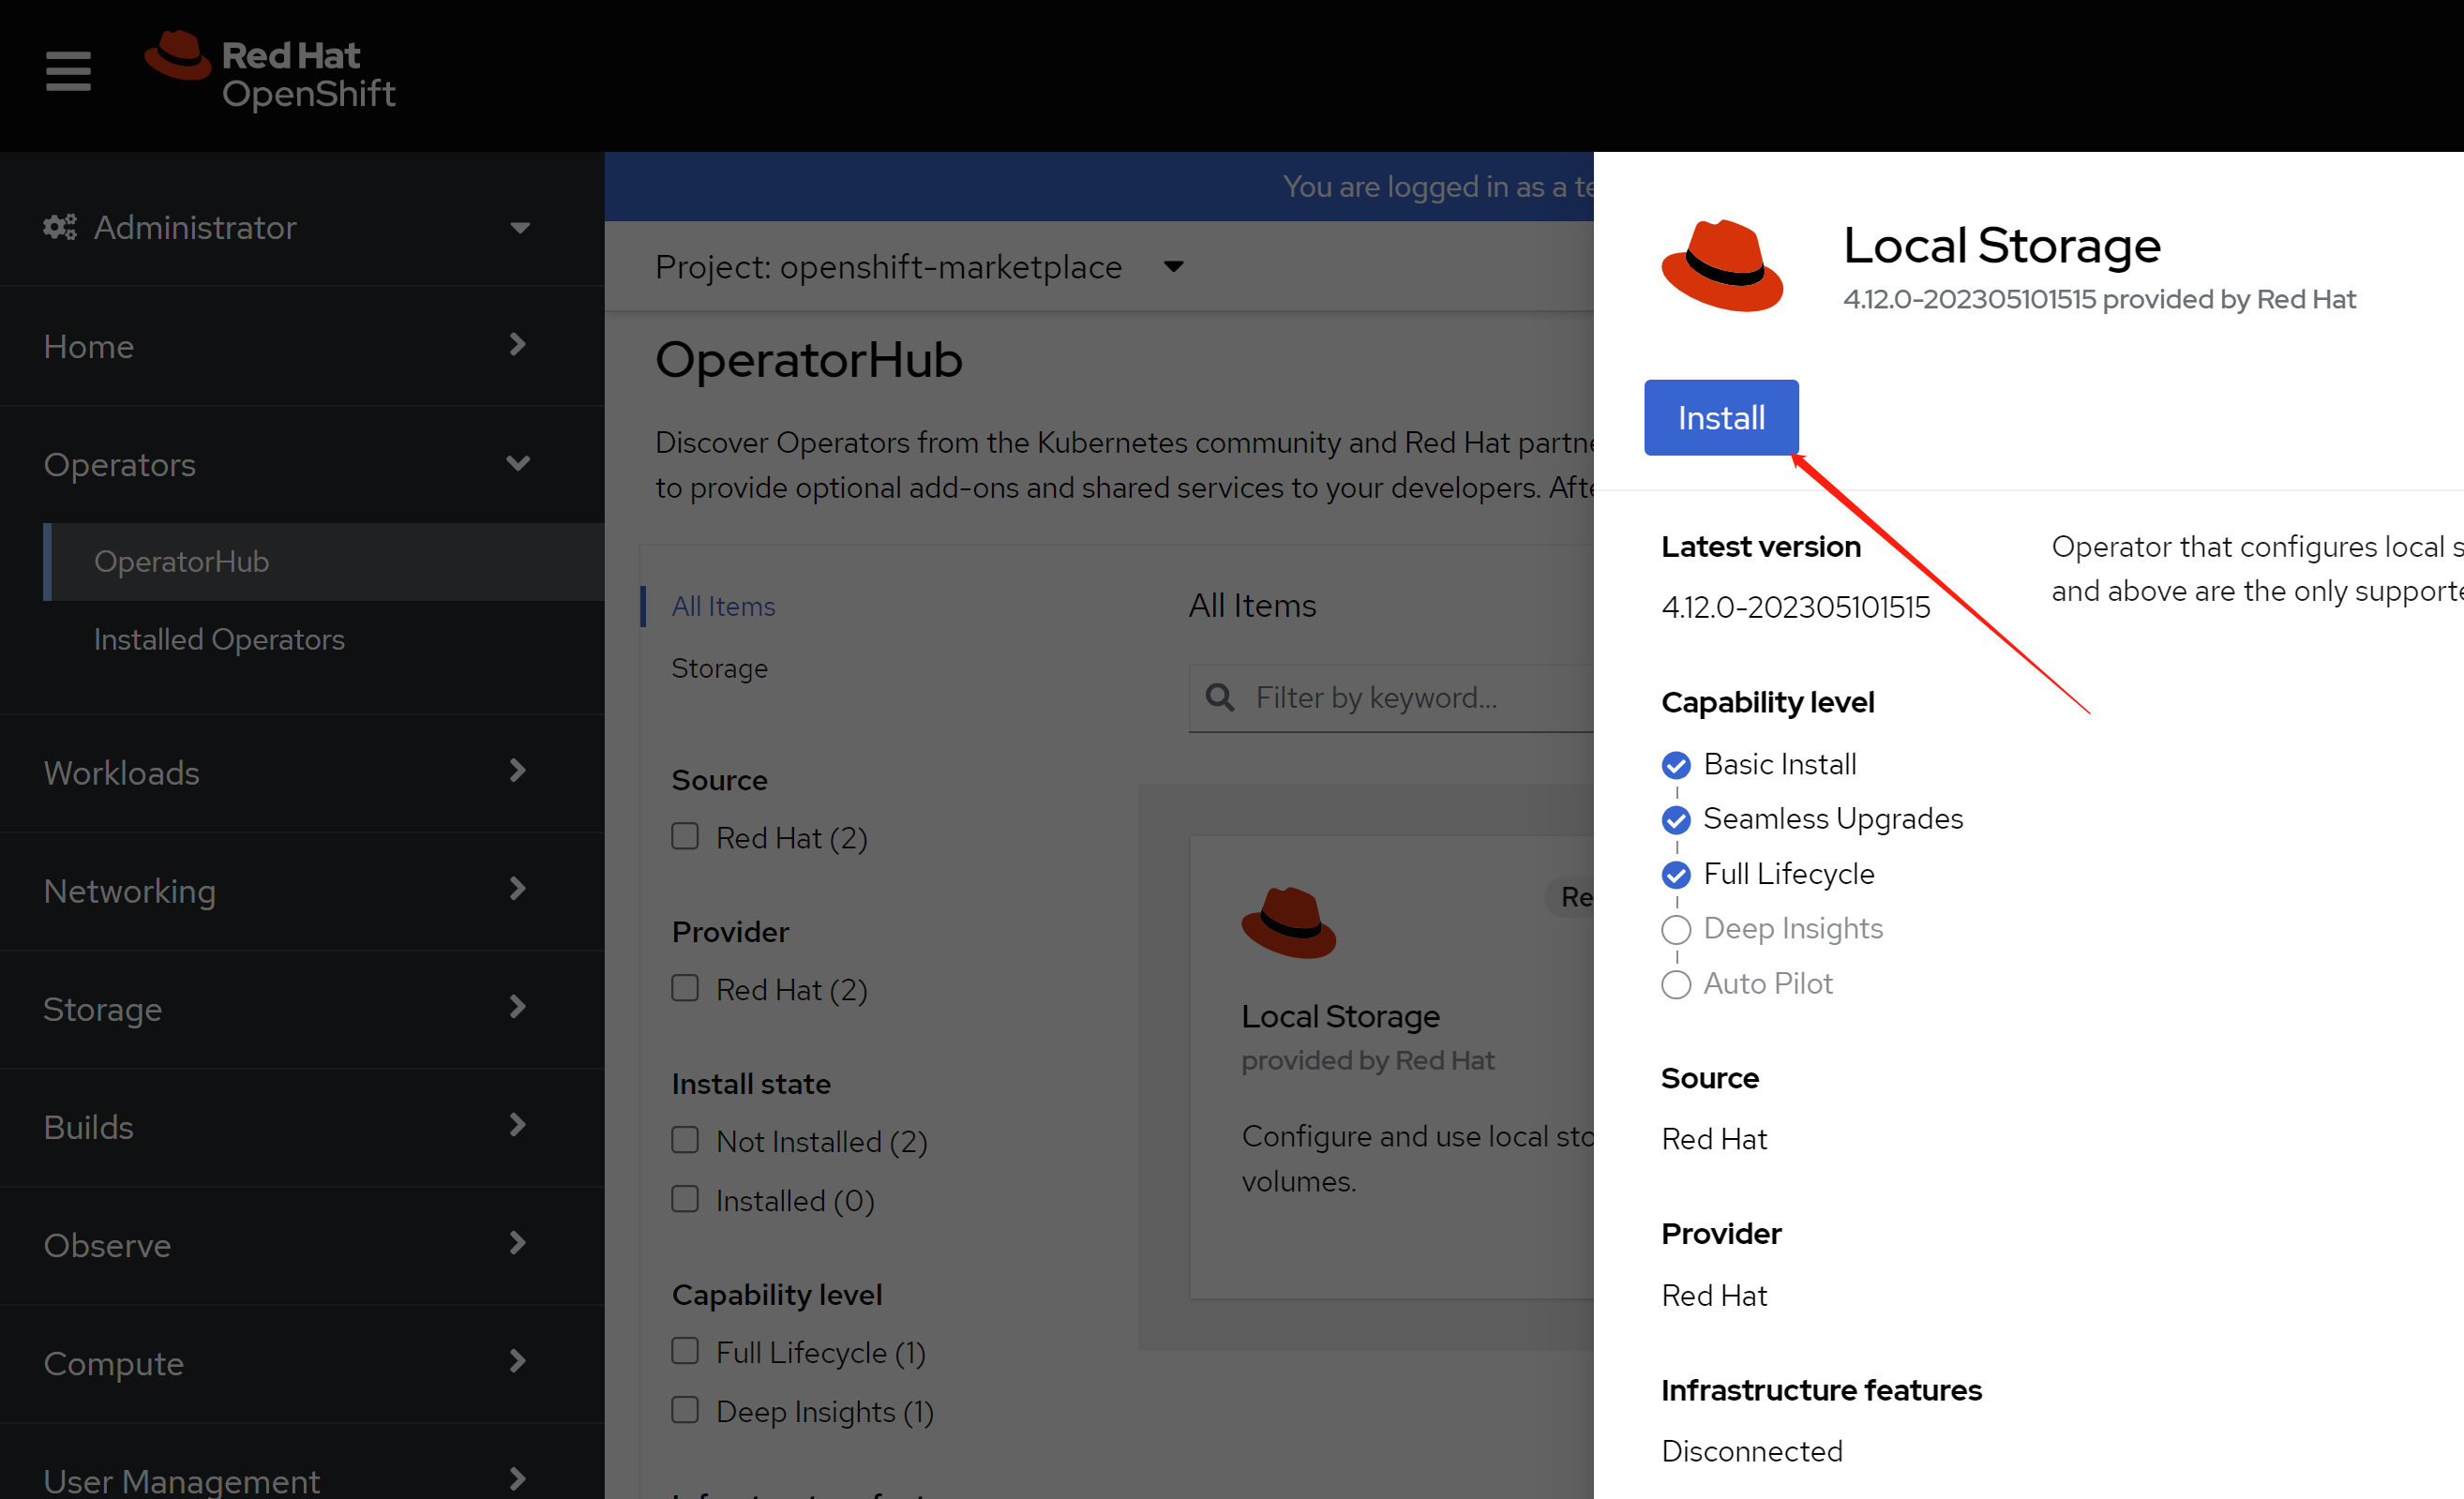 Red Hat
OpenShift
Administrator
Home
Operators
OperatorHub
Installed Operators
Workloads
Networking
Storage
Builds
Observe
Compute
User Management
You are logged in as a te
Project: openshift-marketplace
OperatorHub
Discover Operators from the Kubernetes community and Red Hat partne
to provide optional add-ons and shared services to your developers. Afte
All Items
Storage
Source
Red Hat (2)
Provider
Red Hat (2)
Install state
Not Installed (2)
Installed (0)
Capability level
Full Lifecycle (1)
Deep Insights (1)
All Items
Filter by keyword...
Re
Local Storage
provided by Red Hat
Configure and use local sto
volumes.
Local Storage
4.12.0-202305101515 provided by Red Hat
Install
Latest version
4.12.0-202305101515
Capability level
Basic Install
Seamless Upgrades
Full Lifecycle
Deep Insights
Auto Pilot
Source
Red Hat
Provider
Red Hat
Infrastructure features
Disconnected
Operator that configures local s
and above are the only supporte